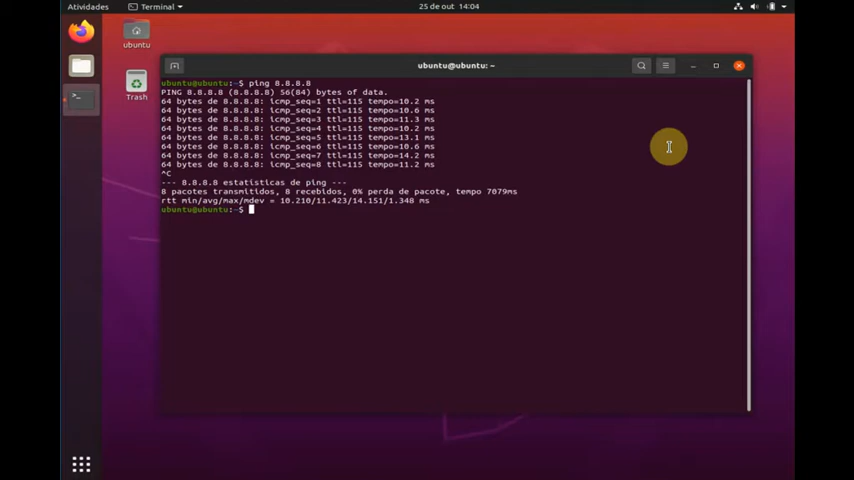 Atividades
Terminal
25 de out 14:04
ubuntu
Trash
ubuntu@ubuntu: ~
ubuntu@ubuntu:~$ ping 8.8.8.8
PING 8.8.8.8 (8.8.8.8) 56(84) bytes of data.
64 bytes de 8.8.8.8: icmp_seq=1 ttl=115 tempo=10.2 ms
64 bytes de 8.8.8.8: icmp_seq=2 ttl=115 tempo=10.6 ms
64 bytes de 8.8.8.8: icmp_seq=3 ttl=115 tempo=11.3 ms
64 bytes de 8.8.8.8: icmp_seq=4 ttl=115 tempo=10.2 ms
64 bytes de 8.8.8.8: icmp_seq=5 ttl=115 tempo=13.1 ms
64 bytes de 8.8.8.8: icmp_seq=6 ttl=115 tempo=10.6 ms
64 bytes de 8.8.8.8: icmp_seq=7 ttl=115 tempo=14.2 ms
64 bytes de 8.8.8.8: icmp_seq=8 ttl=115 tempo=11.2 ms
^C
--- 8.8.8.8 estatísticas de ping ---
8 pacotes transmitidos, 8 recebidos, 0% perda de pacote, tempo 7079ms
rtt min/avg/max/mdev = 10.210/11.423/14.151/1.348 ms
ubuntu@ubuntu:~$